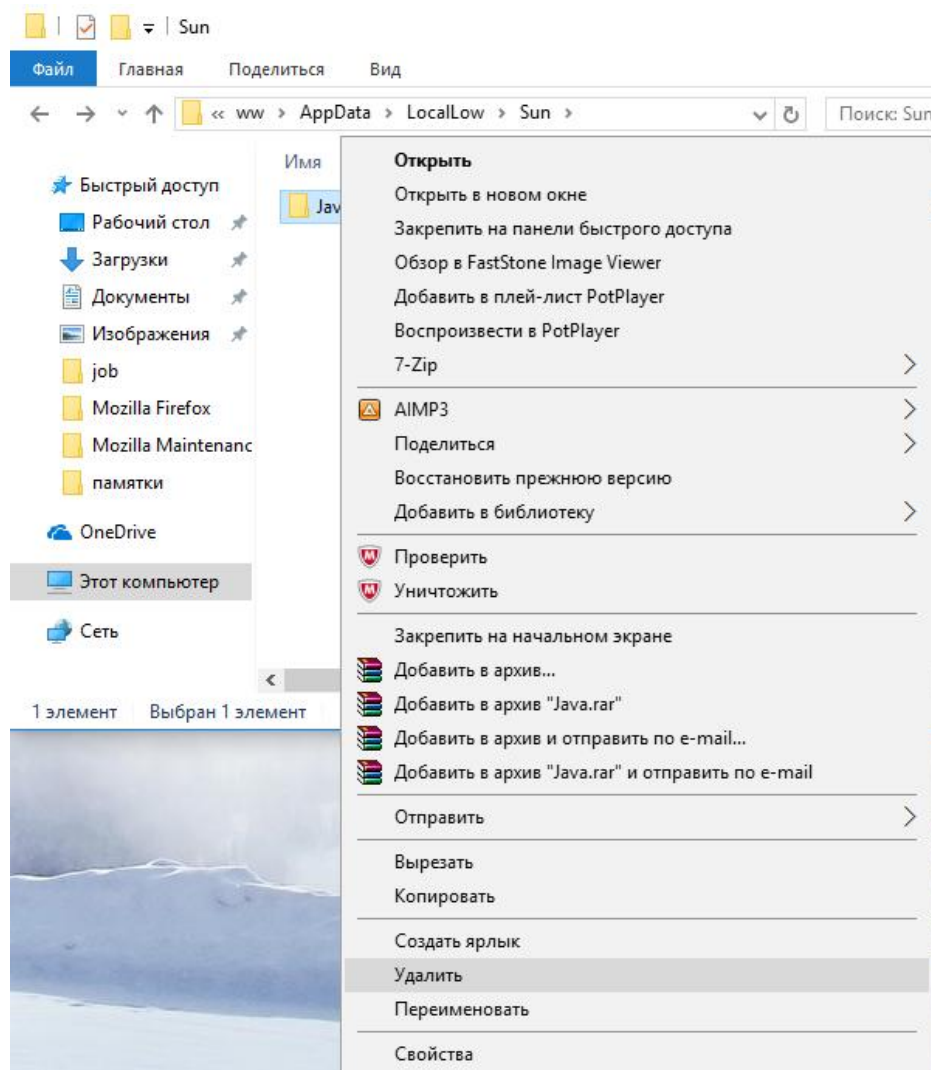 Sun
Файл Главная Поделиться Вид
« ww > AppData > LocalLow > Sun > Поиск: Sun
Имя
Быстрый доступ
Рабочий стол
Загрузки
Документы
Изображения
job
Mozilla Firefox
Mozilla Maintenanc
памятки
OneDrive
Этот компьютер
Сеть
1 элемент Выбран 1 элемент
Jav
Открыть
Открыть в новом окне
Закрепить на панели быстрого доступа
Обзор в FastStone Image Viewer
Добавить в плей-лист PotPlayer
Воспроизвести в PotPlayer
7-Zip
AIMP3
Поделиться
Восстановить прежнюю версию
Добавить в библиотеку
Проверить
Уничтожить
Закрепить на начальном экране
Добавить в архив...
Добавить в архив "Java.rar"
Добавить в архив и отправить по e-mail...
Добавить в архив "Java.rar" и отправить по e-mail
Отправить
Вырезать
Копировать
Создать ярлык
Удалить
Переименовать
Свойства